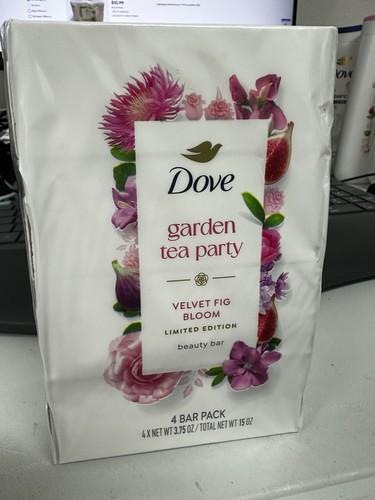 Dove
garden
tea party
VELVET FIG
BLOOM
LIMITED EDITION
beauty bar
4 BAR PACK
4 X NET WT 3.75 OZ / TOTAL NET WT 15 OZ